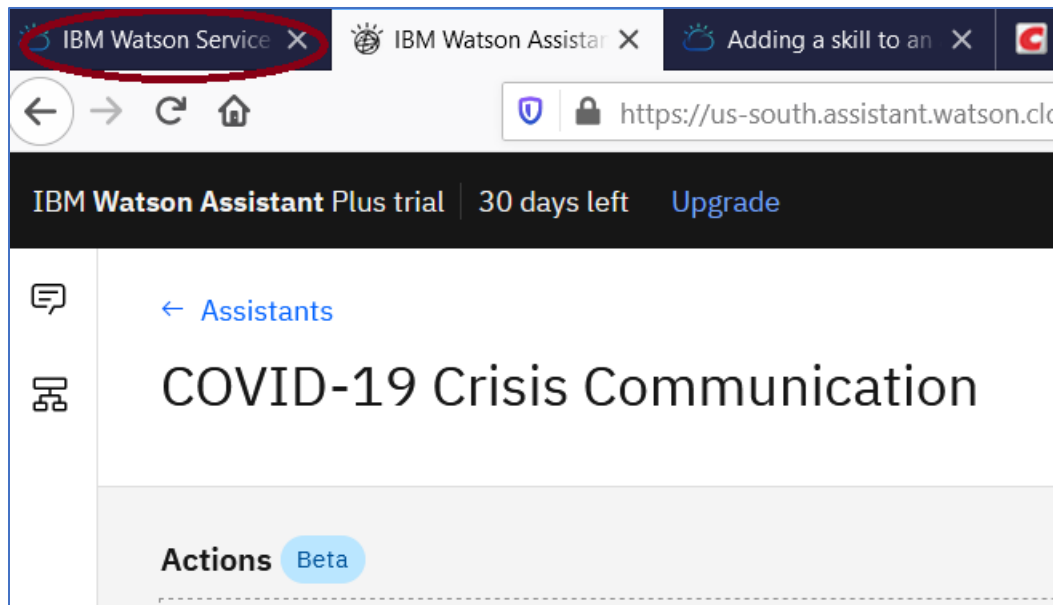 IBM Watson Service
IBM Watson Assistar
Adding a skill to an
https://us-south.assistant.watson.clo
IBM Watson Assistant Plus trial
30 days left
Upgrade
← Assistants
COVID-19 Crisis Communication
Actions
Beta